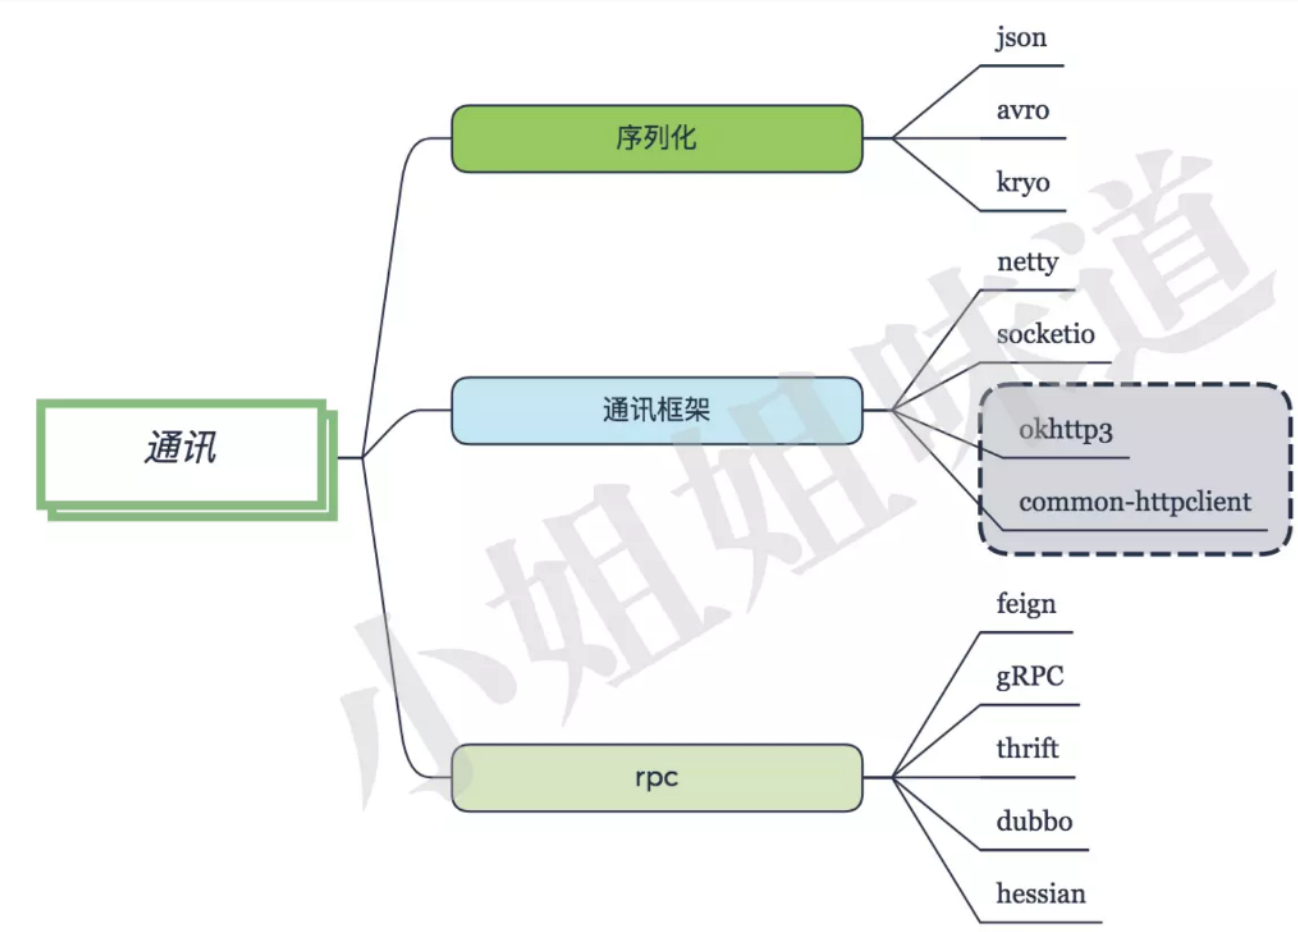 通讯
序列化
json
avro
kryo
通讯框架
netty
socketio
okhttp3
common-httpclient
rpc
feign
gRPC
thrift
dubbo
hessian
小姐姐味道